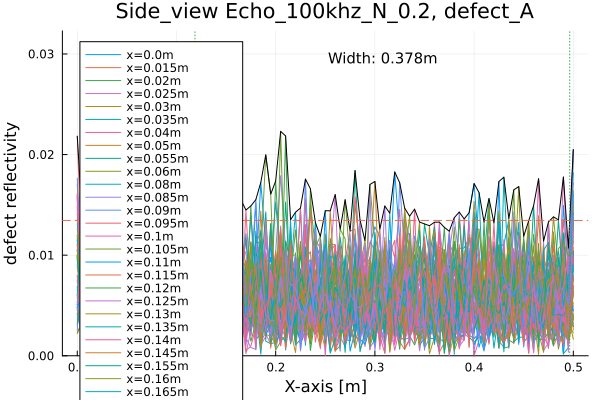 Side_view Echo_100khz_N_0.2, defect_A
Width: 0.378m
defect reflectivity
0.03
0.02
0.01
0.00
x=0.0m
x=0.015m
x=0.02m
x=0.025m
x=0.03m
x=0.035m
x=0.04m
x=0.05m
x=0.055m
x=0.06m
x=0.08m
x=0.085m
x=0.09m
x=0.095m
x=0.1m
x=0.105m
x=0.11m
x=0.115m
x=0.12m
x=0.125m
x=0.13m
x=0.135m
x=0.14m
x=0.145m
x=0.155m
x=0.16m
x=0.165m
0.2
0.3
0.4
0.5
X-axis [m]